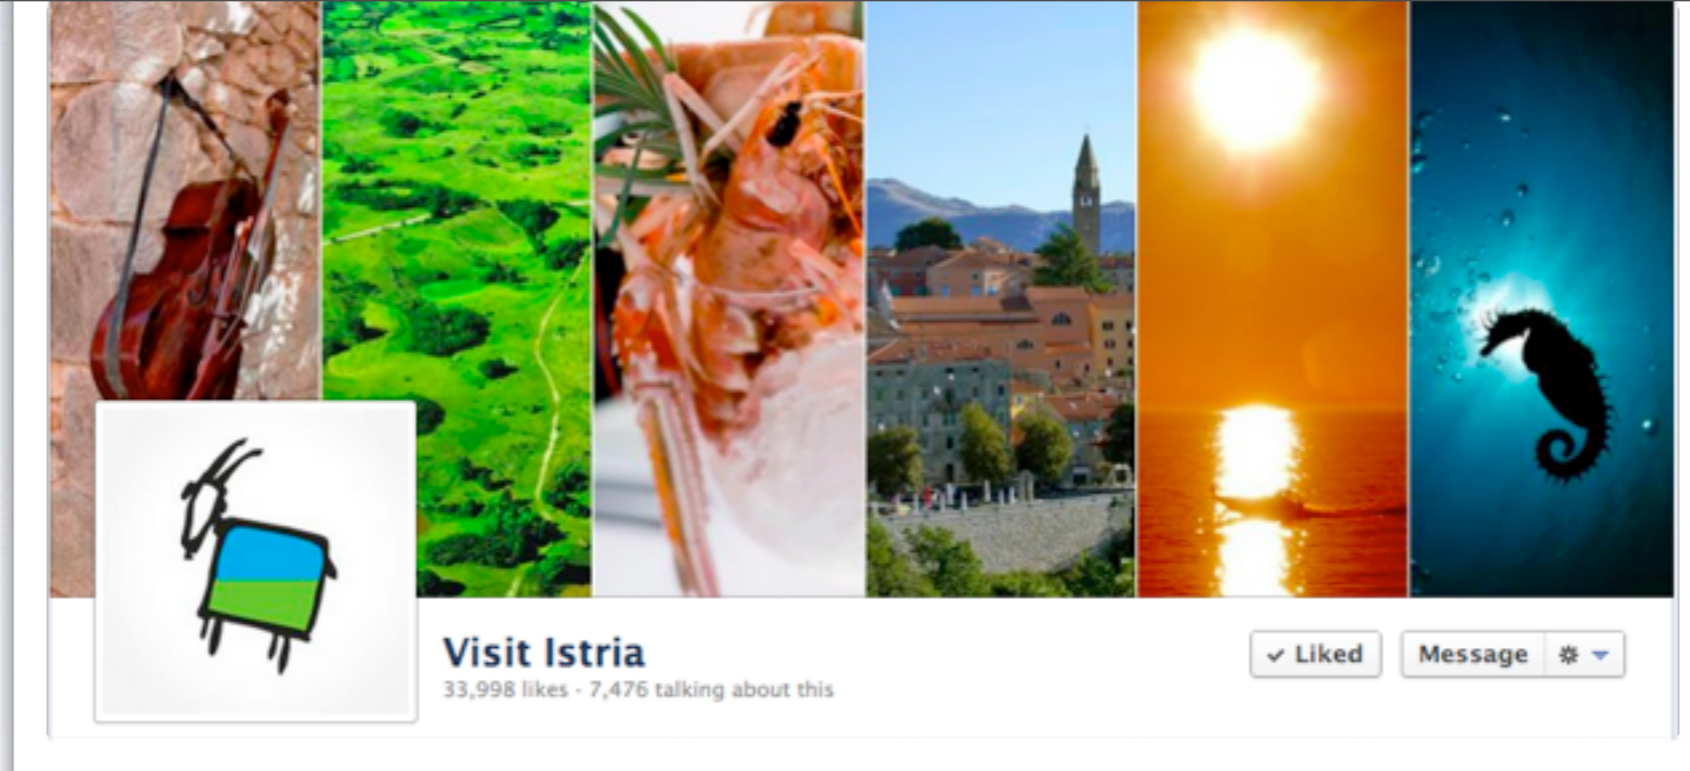 Visit Istria
33,998 likes · 7,476 talking about this
✓ Liked
Message